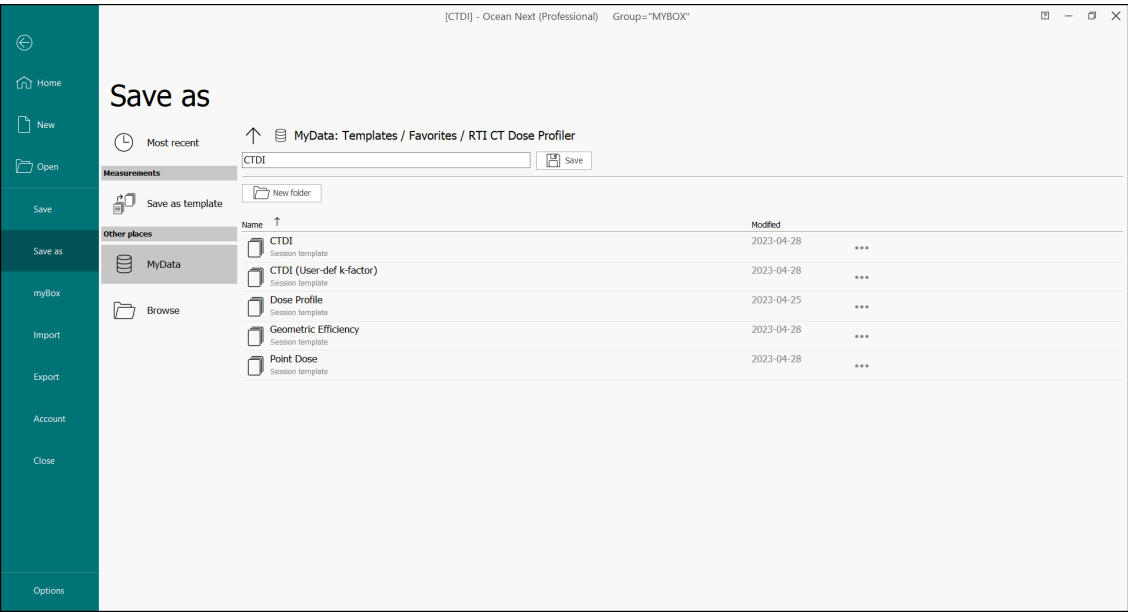 [CTDI] - Ocean Next (Professional) Group="MYBOX"
Home
New
Open
Save
Save as
myBox
Import
Export
Account
Close
Options
Save as
Most recent
Measurements
Save as template
Other places
MyData
Browse
MyData: Templates / Favorites / RTI CT Dose Profiler
CTDI Save
New folder
Name Modified
CTDI 2023-04-28
Session template
CTDI (User-def k-factor) 2023-04-28
Session template
Dose Profile 2023-04-25
Session template
Geometric Efficiency 2023-04-28
Session template
Point Dose 2023-04-28
Session template